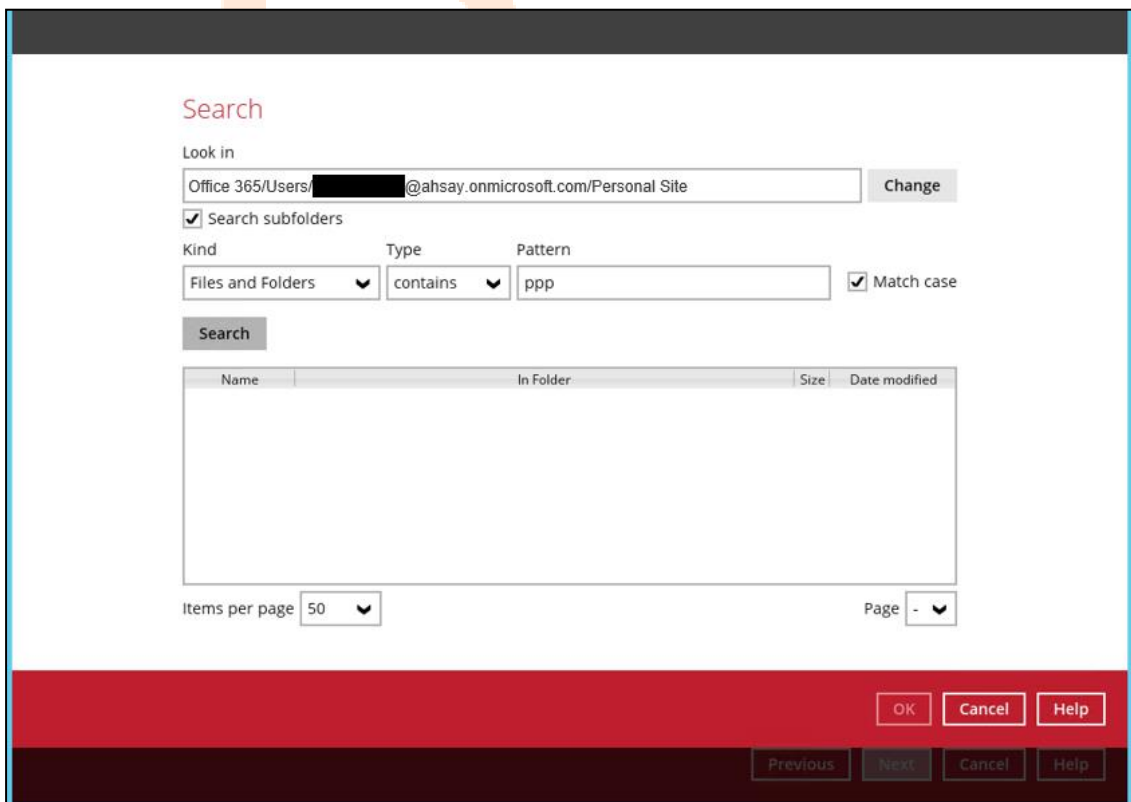 Search
Look in
Office 365/Users/ @ahsay.onmicrosoft.com/Personal Site Change
Search subfolders
Kind Type Pattern
Files and Folders contains ppp Match case
Search
Name In Folder Size Date modified
Items per page 50 Page -
OK Cancel Help
Previous Next Cancel Help